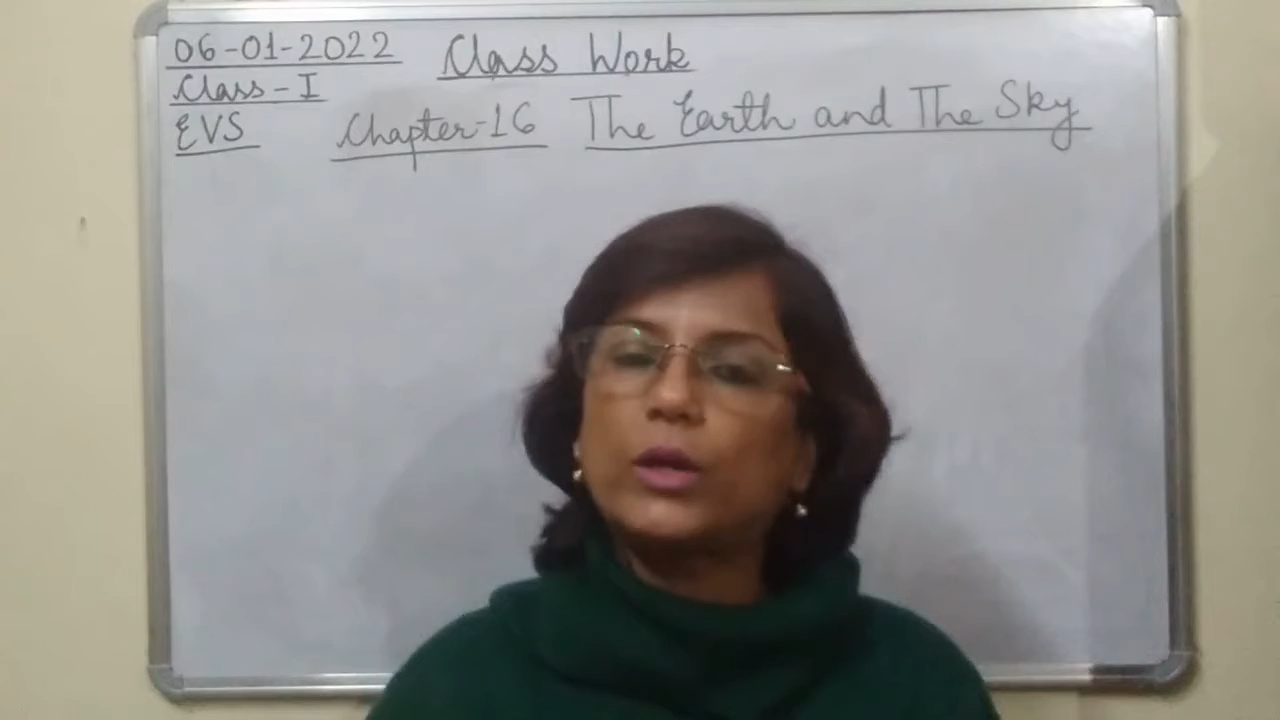 06-01-2022 Class Work
Class-I
EVS Chapter-16 The Earth and The Sky